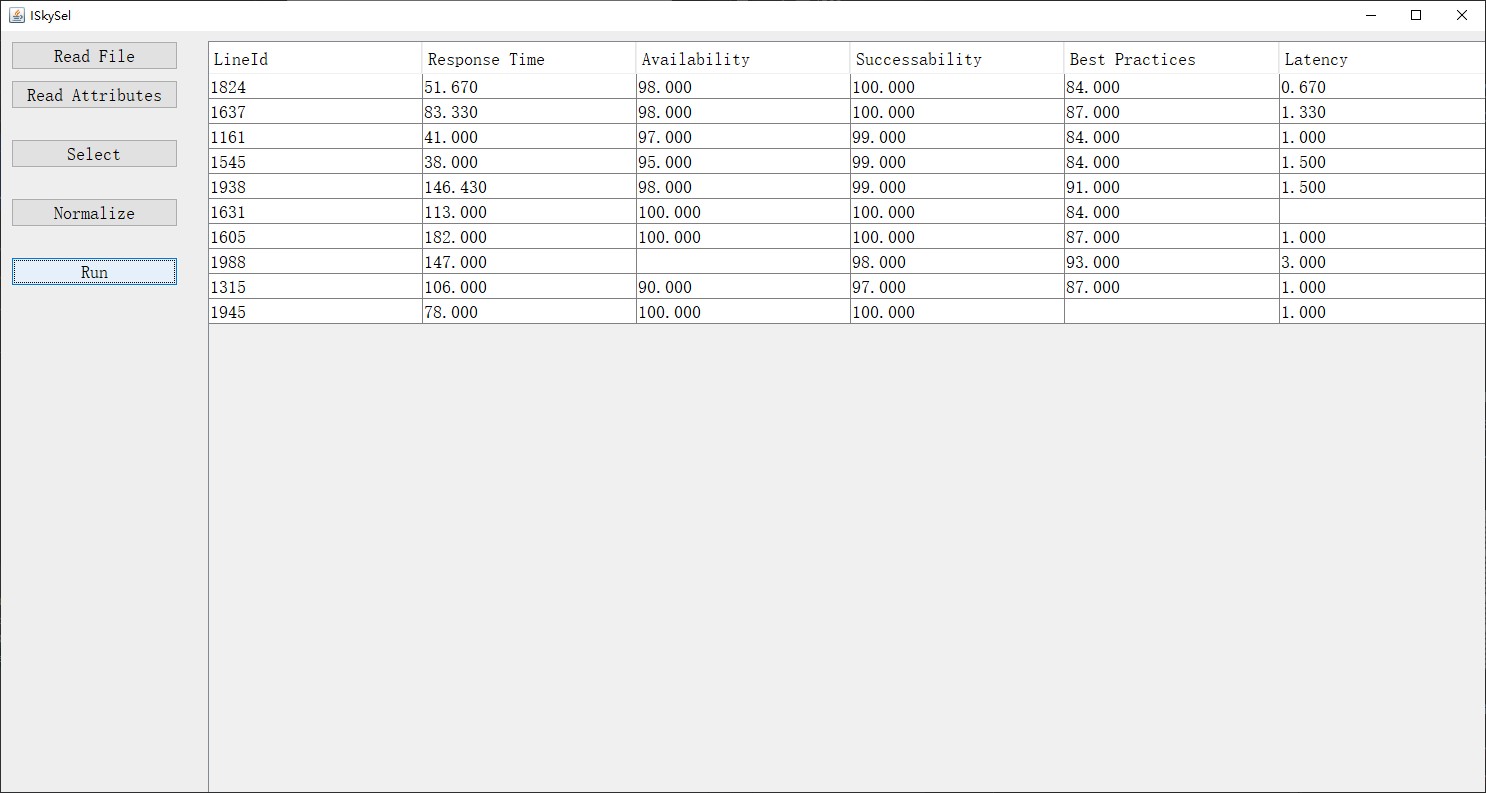 ISkySel
Read File
Read Attributes
Select
Normalize
Run
LineId Response Time Availability Successability Best Practices Latency
1824 51.670 98.000 100.000 84.000 0.670
1637 83.330 98.000 100.000 87.000 1.330
1161 41.000 97.000 99.000 84.000 1.000
1545 38.000 95.000 99.000 84.000 1.500
1938 146.430 98.000 99.000 91.000 1.500
1631 113.000 100.000 100.000 84.000
1605 182.000 100.000 100.000 87.000 1.000
1988 147.000 98.000 93.000 3.000
1315 106.000 90.000 97.000 87.000 1.000
1945 78.000 100.000 100.000 1.000